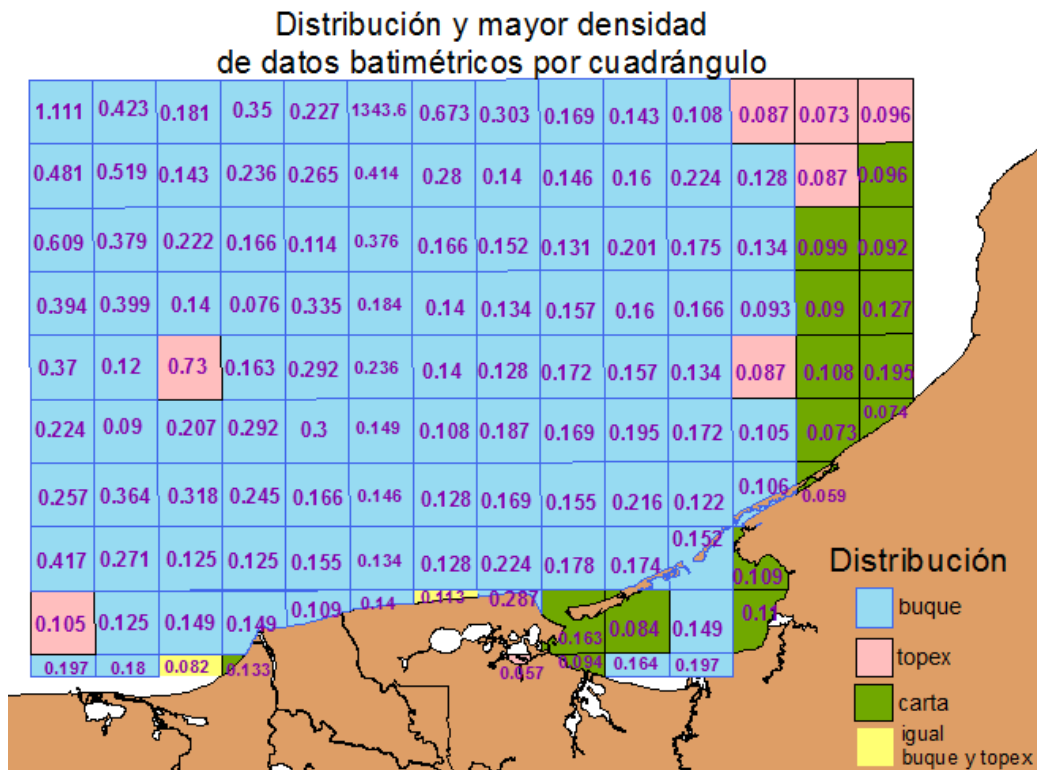 Distribución y mayor densidad
de datos batimétricos por cuadrángulo
1.111 0.423 0.181 0.35 0.227 1343.6 0.673 0.303 0.169 0.143 0.108 0.087 0.073 0.096
0.481 0.519 0.143 0.236 0.265 0.414 0.28 0.14 0.146 0.16 0.224 0.128 0.087 0.096
0.609 0.379 0.222 0.166 0.114 0.376 0.166 0.152 0.131 0.201 0.175 0.134 0.099 0.092
0.394 0.399 0.14 0.076 0.335 0.184 0.14 0.134 0.157 0.16 0.166 0.093 0.09 0.127
0.37 0.12 0.73 0.163 0.292 0.236 0.14 0.128 0.172 0.157 0.134 0.087 0.108 0.195
0.224 0.09 0.207 0.292 0.3 0.149 0.108 0.187 0.169 0.195 0.172 0.105 0.073 0.074
0.257 0.364 0.318 0.245 0.166 0.146 0.128 0.169 0.155 0.216 0.122 0.106 0.059
0.417 0.271 0.125 0.125 0.155 0.134 0.128 0.224 0.178 0.174 0.152 0.109
0.105 0.125 0.149 0.149 0.109 0.14 0.113 0.287 0.163 0.084 0.149 0.11
0.197 0.18 0.082 0.133 0.057 0.094 0.164 0.197
Distribución
buque
topex
carta
igual
buque y topex